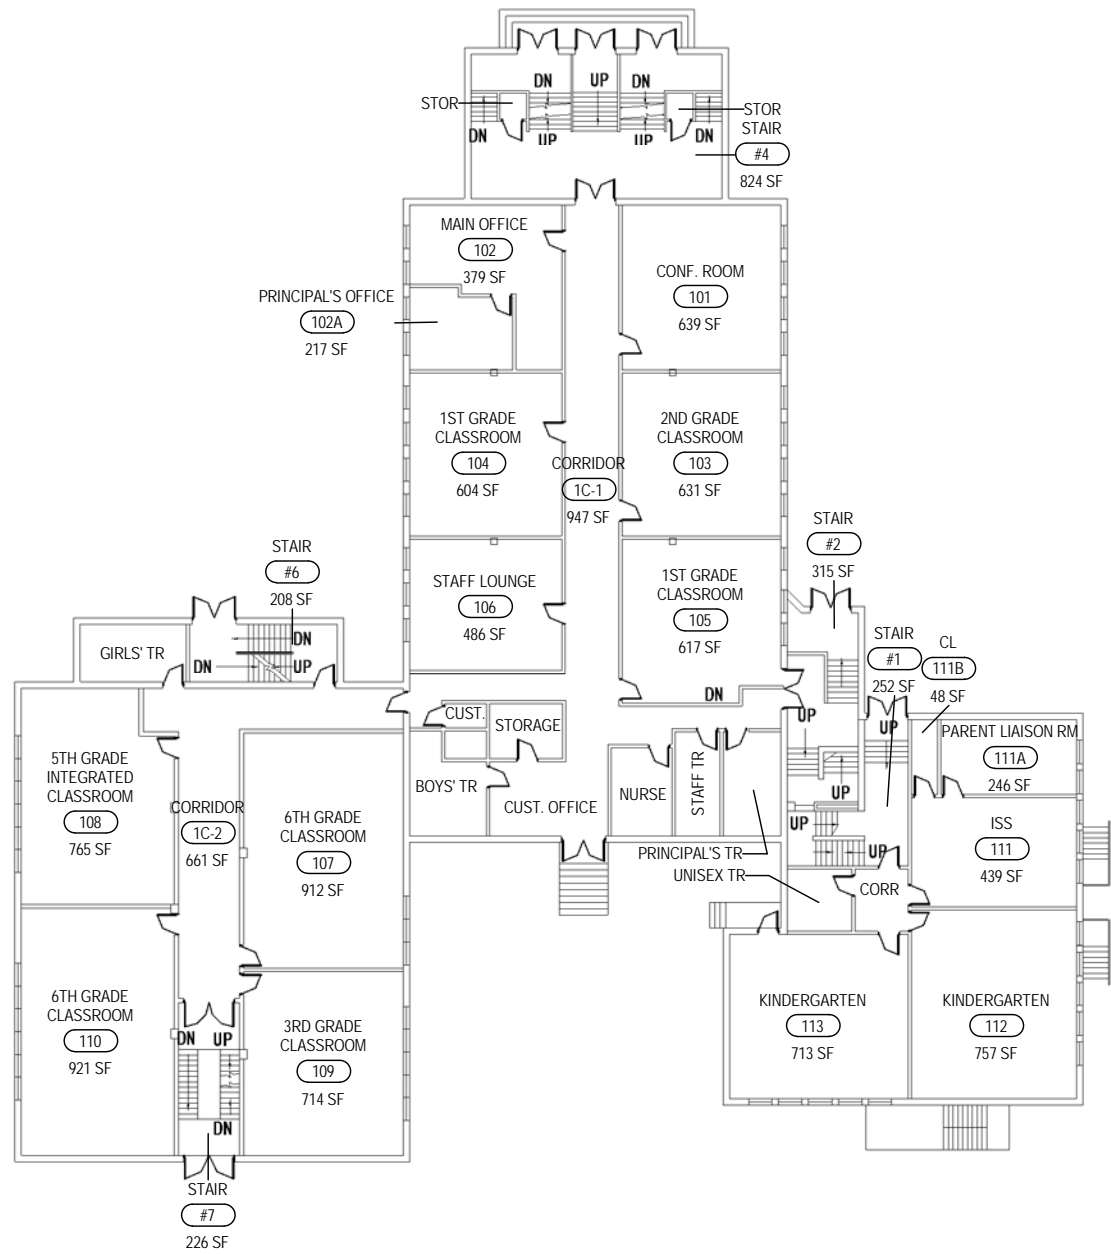 DN
UP
DN
STOR
STOR
DN
UP
UP
DN
STAIR
#4
824 SF
MAIN OFFICE
102
379 SF
CONF. ROOM
101
639 SF
PRINCIPAL'S OFFICE
102A
217 SF
1ST GRADE
CLASSROOM
104
604 SF
2ND GRADE
CLASSROOM
103
631 SF
CORRIDOR
1C-1
947 SF
STAIR
#2
315 SF
STAIR
#6
208 SF
DN
DN
UP
GIRLS' TR
STAFF LOUNGE
106
486 SF
1ST GRADE
CLASSROOM
105
617 SF
STAIR
#1
252 SF
CL
111B
48 SF
DN
UP
UP
UP
UP
UP
CUST.
STORAGE
BOYS' TR
CUST. OFFICE
NURSE
STAFF TR
PRINCIPAL'S TR
UNISEX TR
CORR
PARENT LIAISON RM
111A
246 SF
ISS
111
439 SF
5TH GRADE
INTEGRATED
CLASSROOM
108
765 SF
CORRIDOR
1C-2
661 SF
6TH GRADE
CLASSROOM
107
912 SF
6TH GRADE
CLASSROOM
110
921 SF
DN
UP
DN
3RD GRADE
CLASSROOM
109
714 SF
KINDERGARTEN
113
713 SF
KINDERGARTEN
112
757 SF
STAIR
#7
226 SF